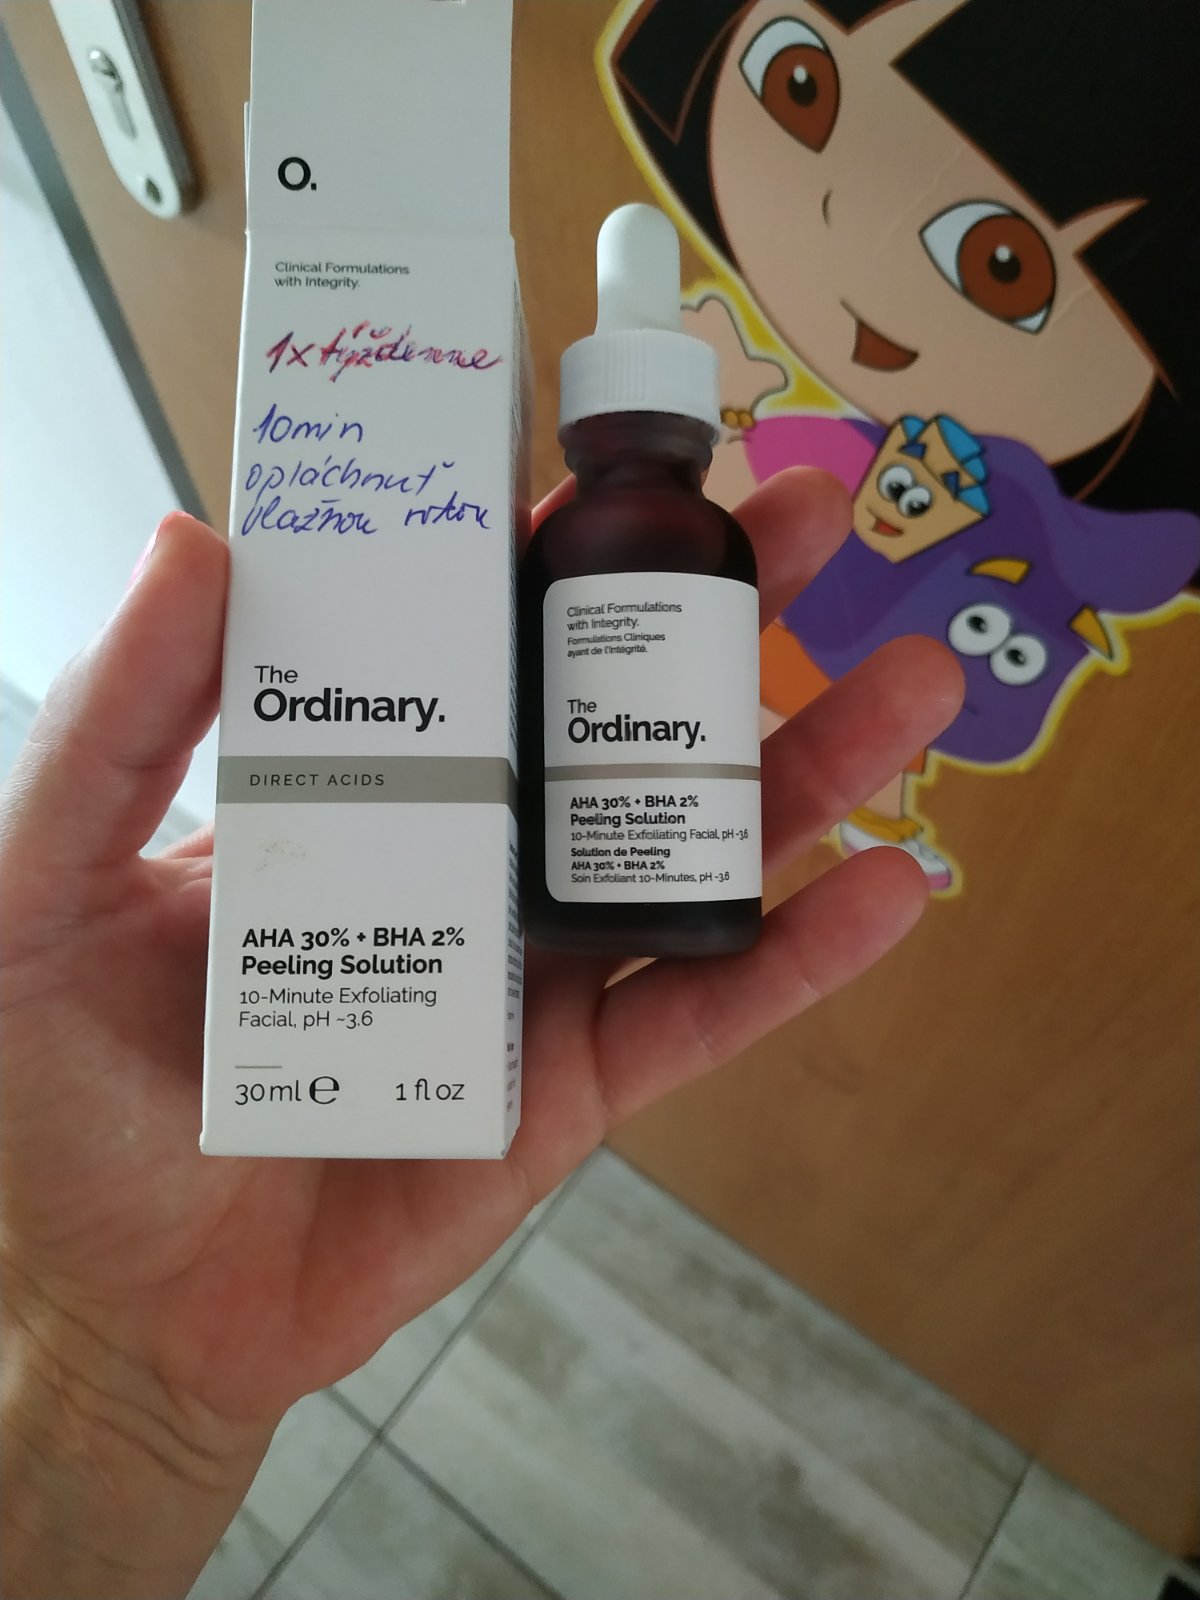 O.
Clinical Formulations
with Integrity.
1x týždenne
10min
opláchnuť
vlažnou
The
Ordinary.
DIRECT ACIDS
AHA 30% + BHA 2%
Peeling Solution
10-Minute Exfoliating
Facial, pH ~3.6
30 ml e 1 fl oz
Clinical Formulations
with Integrity.
Formulations Cliniques
ayant de l'Intégrité.
The
Ordinary.
AHA 30% + BHA 2%
Peeling Solution
10-Minute Exfoliating Facial, pH ~3.6
Solution de Peeling
AHA 30% + BHA 2%
Soin Exfoliant 10-Minutes, pH ~3.6